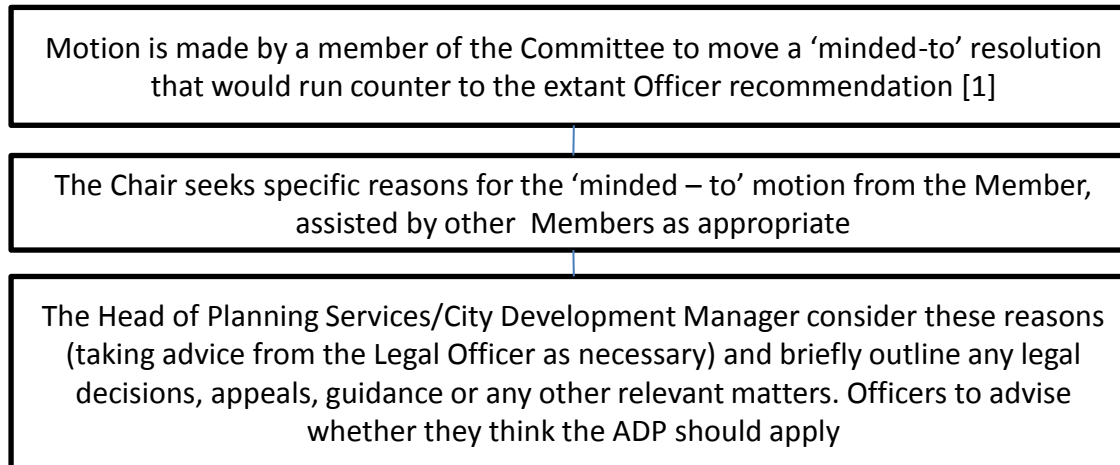 Motion is made by a member of the Committee to move a ‘minded-to’ resolution
that would run counter to the extant Officer recommendation [1]
The Chair seeks specific reasons for the ‘minded – to’ motion from the Member,
assisted by other Members as appropriate
The Head of Planning Services/City Development Manager consider these reasons
(taking advice from the Legal Officer as necessary) and briefly outline any legal
decisions, appeals, guidance or any other relevant matters. Officers to advise
whether they think the ADP should apply